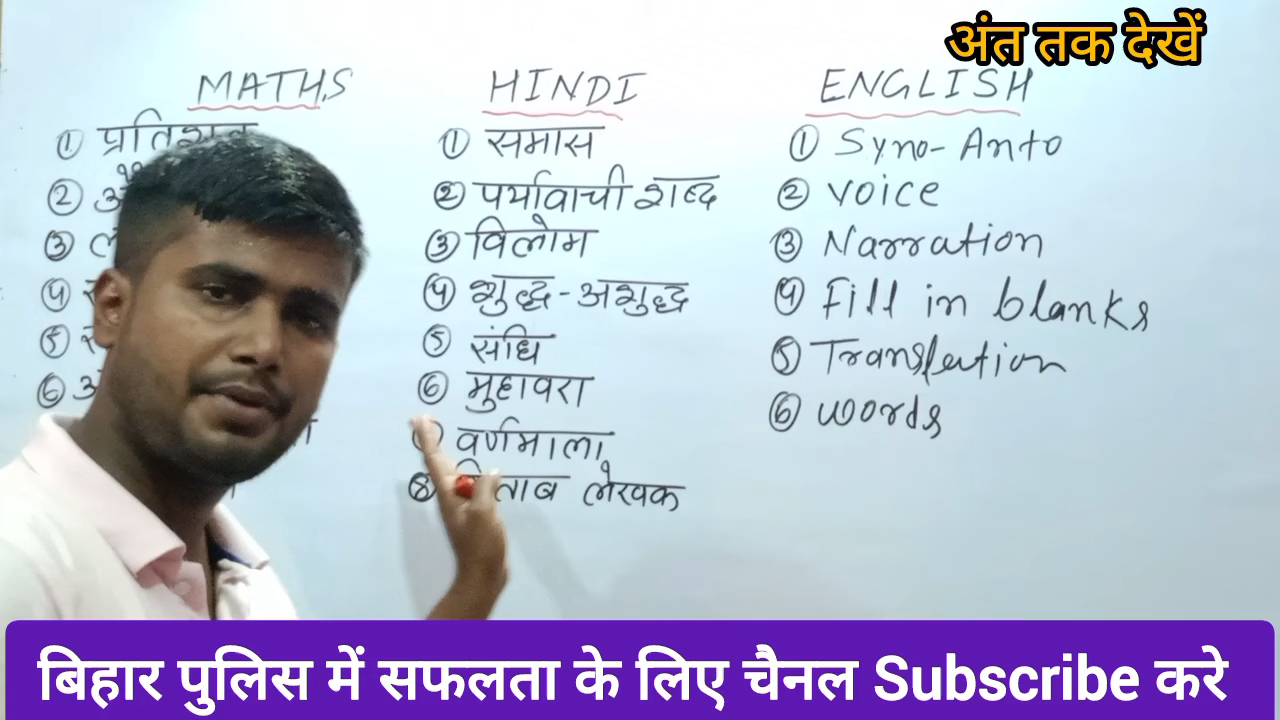 अंत तक देखें
MATHS
① प्रतिशत
②
③
④
⑤
⑥
HINDI
① समास
② पर्यावाची शब्द
③ विलोम
④ शुद्ध-अशुद्ध
⑤ संधि
⑥ मुहावरा
वर्णमाला
⑧ लेखक
ENGLISH
① Syno-Anto
② voice
③ Narration
④ Fill in blanks
⑤ Translation
⑥ words
बिहार पुलिस में सफलता के लिए चैनल Subscribe करे